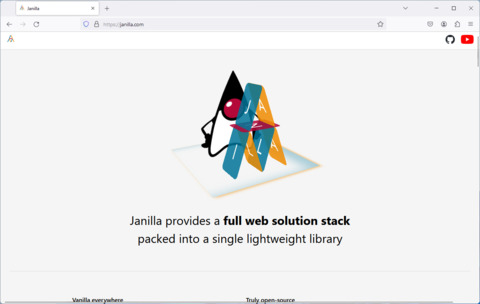 Janilla
https://janilla.com
Janilla provides a full web solution stack
packed into a single lightweight library
Vanilla everywhere
Truly open-source